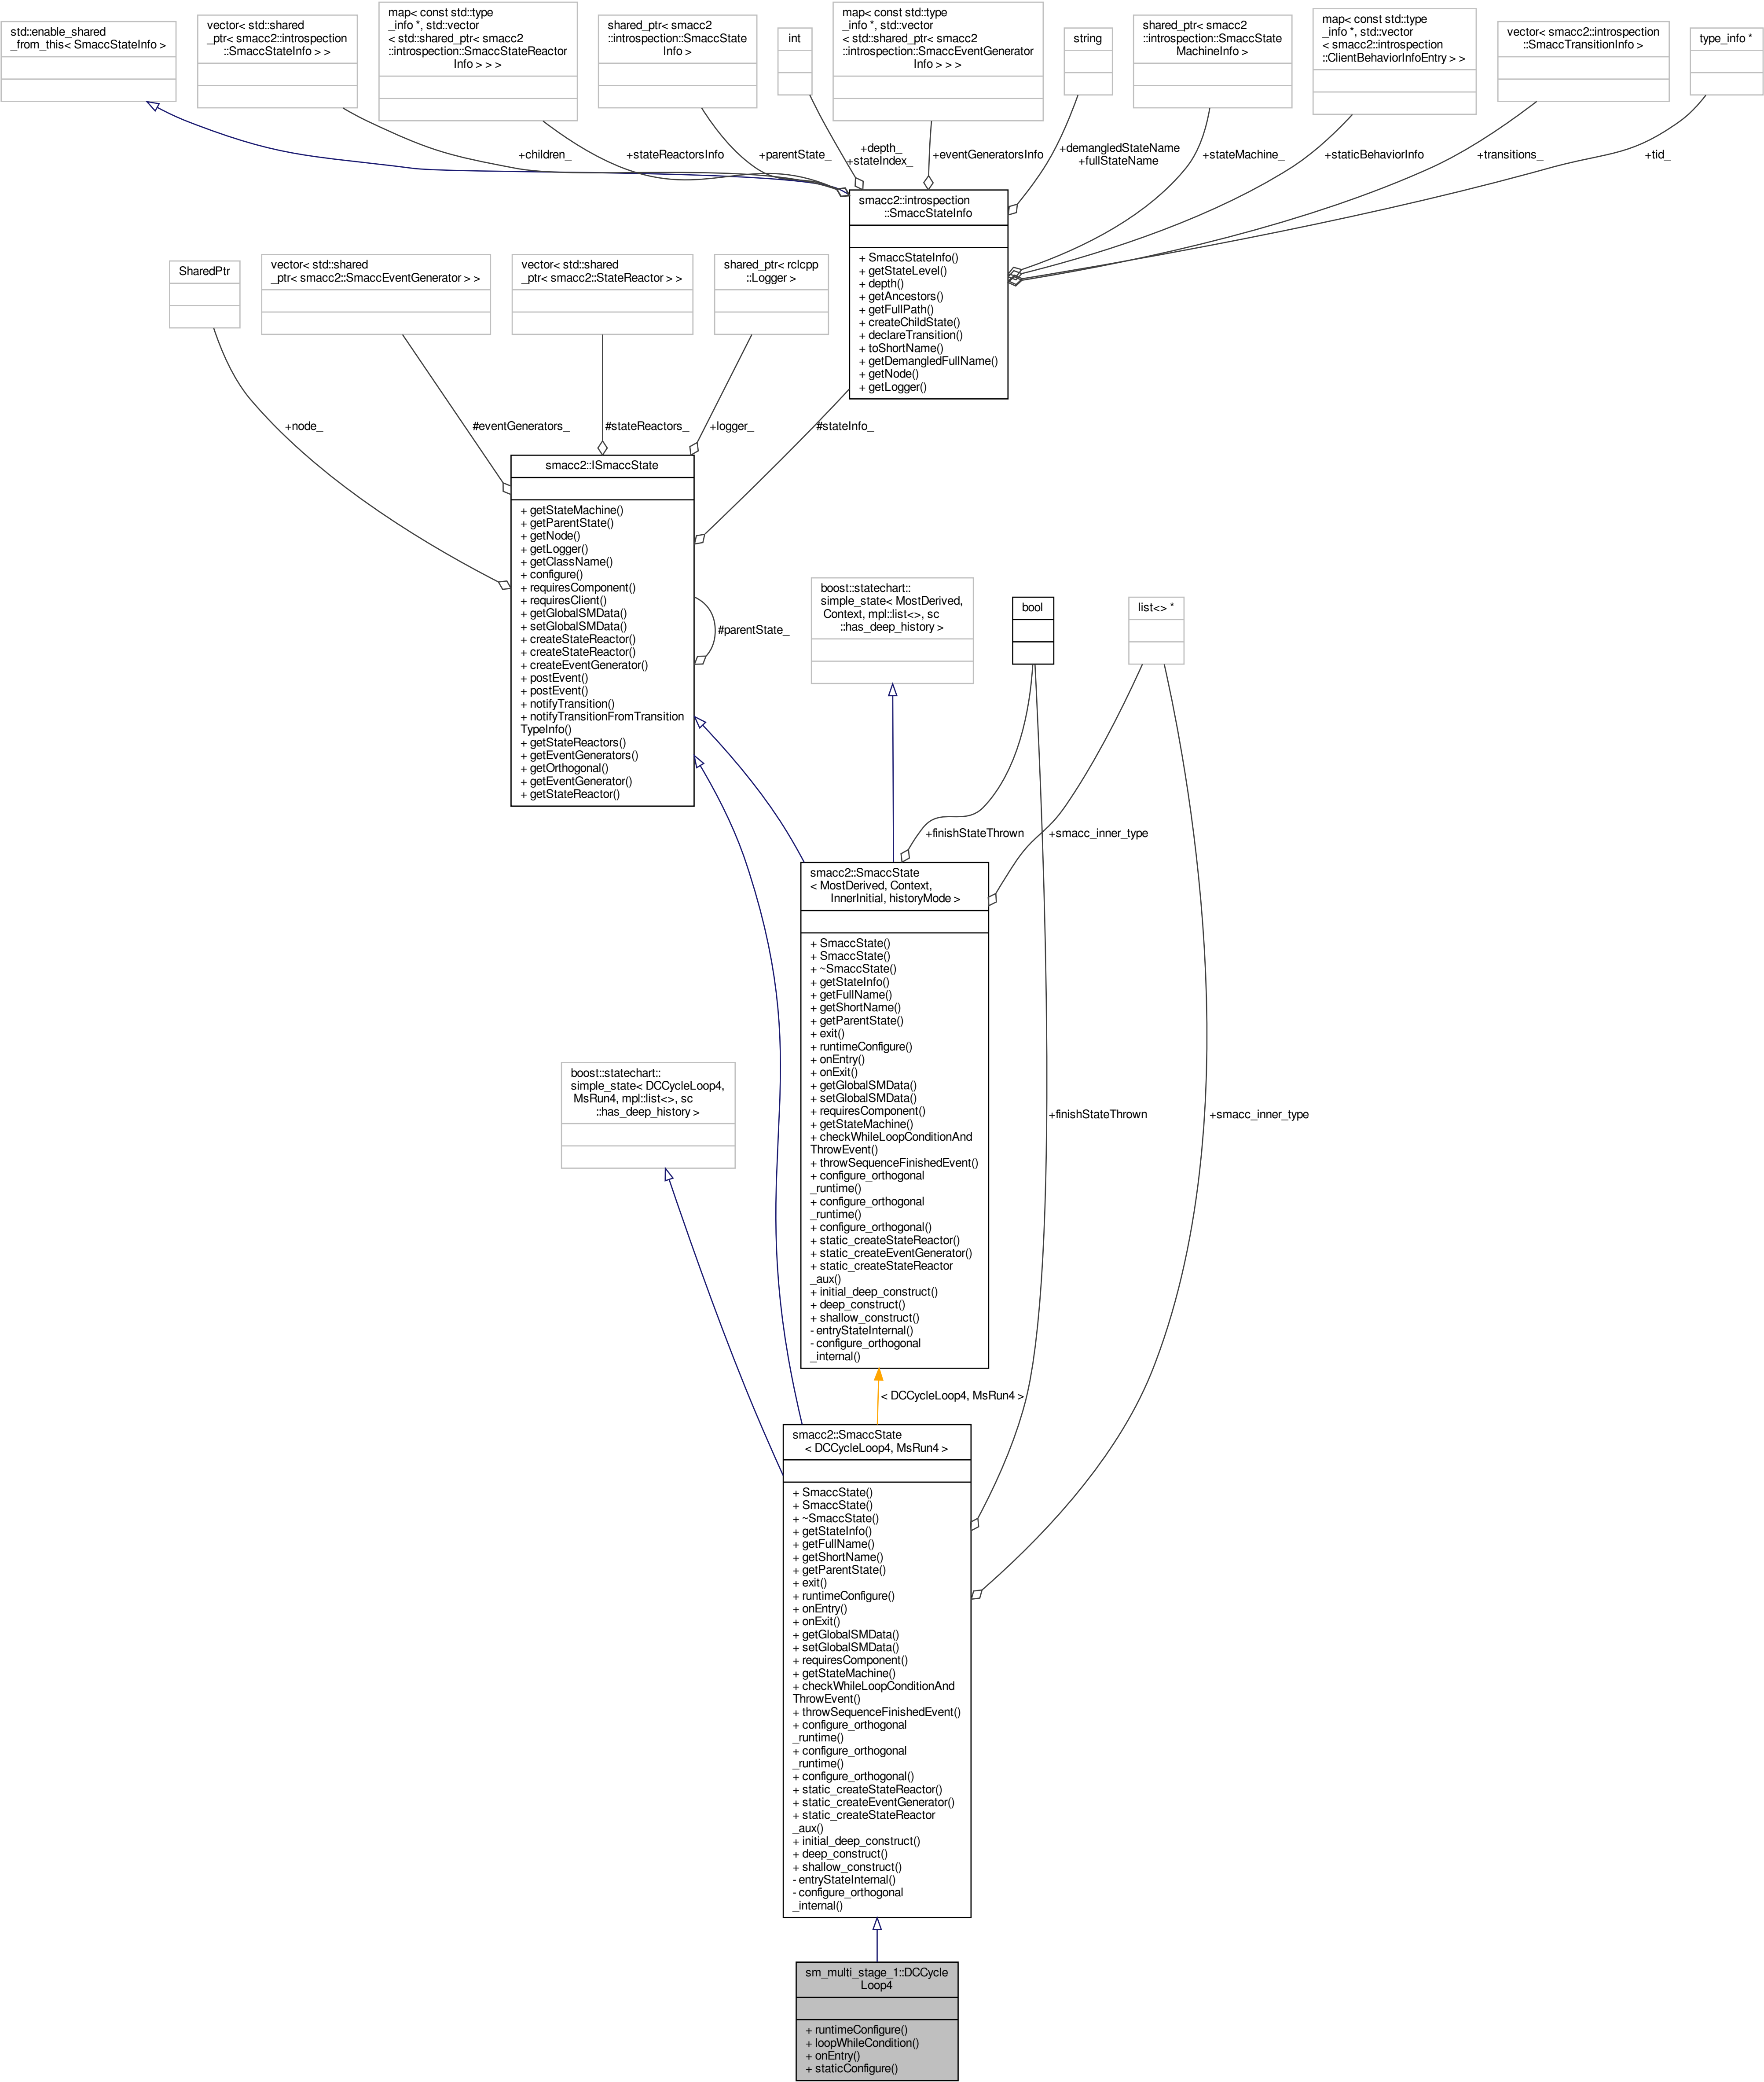 std::enable_shared
_from_this< SmaccStateInfo >
vector< std::shared
_ptr< smacc2::introspection
::SmaccStateInfo > >
map< const std::type
_info *, std::vector
< std::shared_ptr< smacc2
::introspection::SmaccStateReactor
Info > > >
shared_ptr< smacc2
::introspection::SmaccState
Info >
int
map< const std::type
_info *, std::vector
< std::shared_ptr< smacc2
::introspection::SmaccEventGenerator
Info > > >
string
shared_ptr< smacc2
::introspection::SmaccState
MachineInfo >
map< const std::type
_info *, std::vector
< smacc2::introspection
::ClientBehaviorInfoEntry > >
vector< smacc2::introspection
::SmaccTransitionInfo >
type_info *
+children_
+stateReactorsInfo
+parentState_
+depth_
+stateIndex_
+eventGeneratorsInfo
+demangledStateName
+fullStateName
+stateMachine_
+staticBehaviorInfo
+transitions_
+tid_
smacc2::introspection
::SmaccStateInfo
+ SmaccStateInfo()
+ getStateLevel()
+ depth()
+ getAncestors()
+ getFullPath()
+ createChildState()
+ declareTransition()
+ toShortName()
+ getDemangledFullName()
+ getNode()
+ getLogger()
SharedPtr
vector< std::shared
_ptr< smacc2::SmaccEventGenerator > >
vector< std::shared
_ptr< smacc2::StateReactor > >
shared_ptr< rclcpp
::Logger >
+node_
#eventGenerators_
#stateReactors_
+logger_
#stateInfo_
smacc2::ISmaccState
+ getStateMachine()
+ getParentState()
+ getNode()
+ getLogger()
+ getClassName()
+ configure()
+ requiresComponent()
+ requiresClient()
+ getGlobalSMData()
+ setGlobalSMData()
+ createStateReactor()
+ createStateReactor()
+ createEventGenerator()
+ postEvent()
+ postEvent()
+ notifyTransition()
+ notifyTransitionFromTransition
TypeInfo()
+ getStateReactors()
+ getEventGenerators()
+ getOrthogonal()
+ getEventGenerator()
+ getStateReactor()
#parentState_
boost::statechart::
simple_state< MostDerived,
Context, mpl::list<>, sc
::has_deep_history >
bool
list<> *
+finishStateThrown
+smacc_inner_type
smacc2::SmaccState
< MostDerived, Context,
InnerInitial, historyMode >
+ SmaccState()
+ SmaccState()
+ ~SmaccState()
+ getStateInfo()
+ getFullName()
+ getShortName()
+ getParentState()
+ exit()
+ runtimeConfigure()
+ onEntry()
+ onExit()
+ getGlobalSMData()
+ setGlobalSMData()
+ requiresComponent()
+ getStateMachine()
+ checkWhileLoopConditionAnd
ThrowEvent()
+ throwSequenceFinishedEvent()
+ configure_orthogonal
_runtime()
+ configure_orthogonal
_runtime()
+ configure_orthogonal()
+ static_createStateReactor()
+ static_createEventGenerator()
+ static_createStateReactor
_aux()
+ initial_deep_construct()
+ deep_construct()
+ shallow_construct()
- entryStateInternal()
- configure_orthogonal
_internal()
boost::statechart::
simple_state< DCCycleLoop4,
MsRun4, mpl::list<>, sc
::has_deep_history >
+finishStateThrown
+smacc_inner_type
< DCCycleLoop4, MsRun4 >
smacc2::SmaccState
< DCCycleLoop4, MsRun4 >
+ SmaccState()
+ SmaccState()
+ ~SmaccState()
+ getStateInfo()
+ getFullName()
+ getShortName()
+ getParentState()
+ exit()
+ runtimeConfigure()
+ onEntry()
+ onExit()
+ getGlobalSMData()
+ setGlobalSMData()
+ requiresComponent()
+ getStateMachine()
+ checkWhileLoopConditionAnd
ThrowEvent()
+ throwSequenceFinishedEvent()
+ configure_orthogonal
_runtime()
+ configure_orthogonal
_runtime()
+ configure_orthogonal()
+ static_createStateReactor()
+ static_createEventGenerator()
+ static_createStateReactor
_aux()
+ initial_deep_construct()
+ deep_construct()
+ shallow_construct()
- entryStateInternal()
- configure_orthogonal
_internal()
sm_multi_stage_1::DCCycle
Loop4
+ runtimeConfigure()
+ loopWhileCondition()
+ onEntry()
+ staticConfigure()